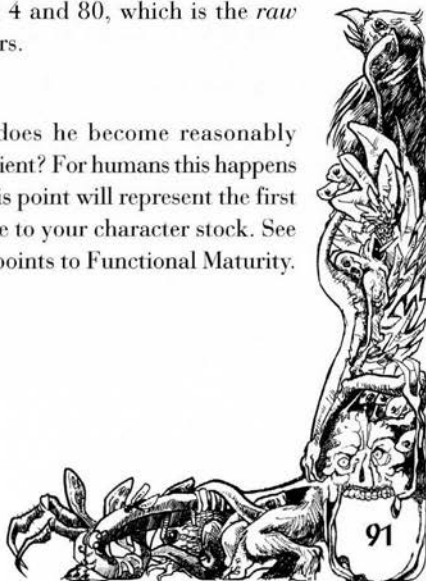 4 and 80, which is the raw
rs.
does he become reasonably
ient? For humans this happens
is point will represent the first
e to your character stock. See
points to Functional Maturity.
91